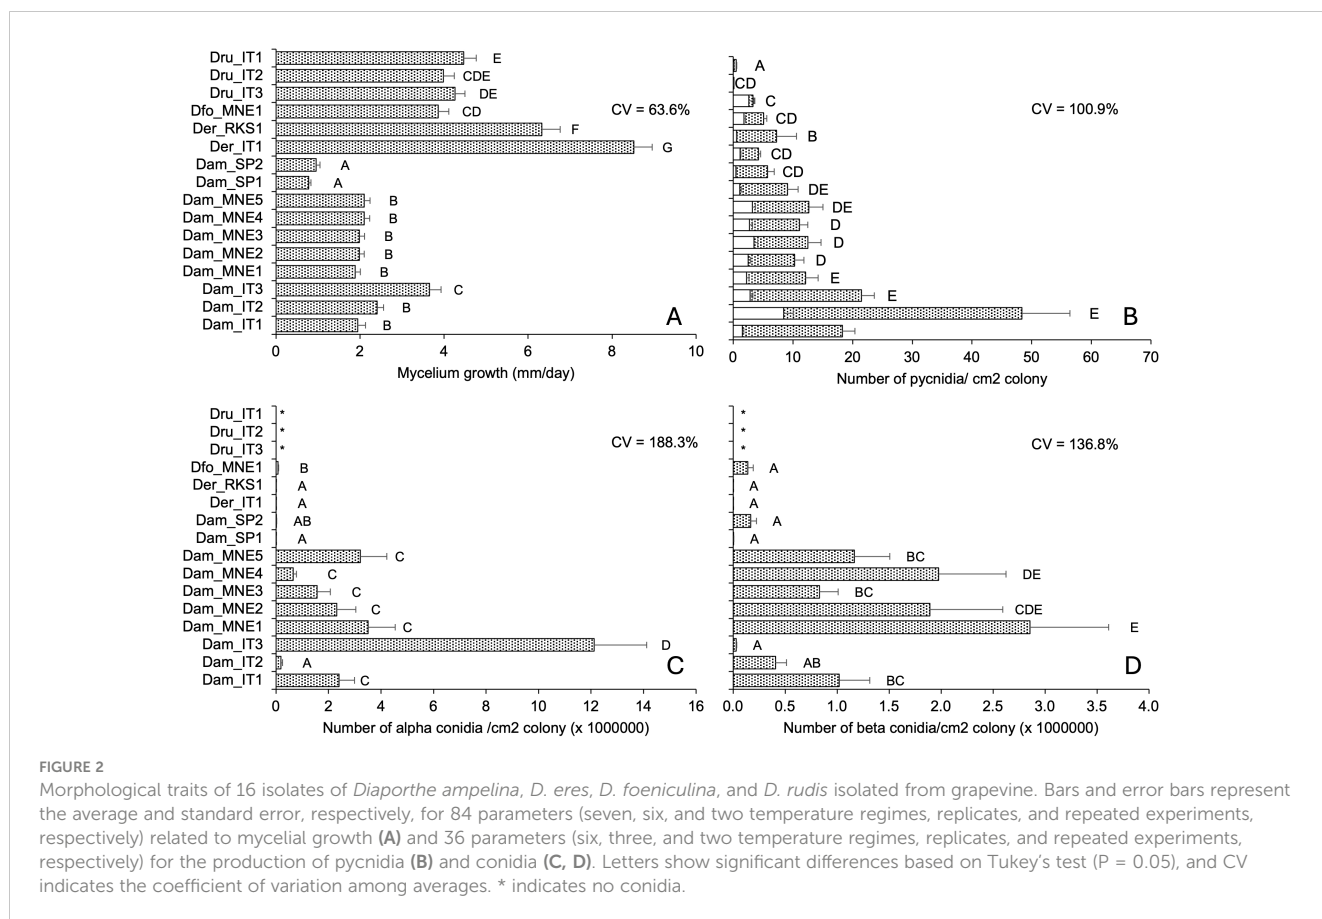 Dru_IT1 E
Dru_IT2 CDE
Dru_IT3 DE
Dfo_MNE1 CD
Der_RKS1 F
Der_IT1 G
Dam_SP2 A
Dam_SP1 A
Dam_MNE5 B
Dam_MNE4 B
Dam_MNE3 B
Dam_MNE2 B
Dam_MNE1 B
Dam_IT3 C
Dam_IT2 B
Dam_IT1 B
CV = 63.6%
A
0 2 4 6 8 10
Mycelium growth (mm/day)
A
CD
C
CD
B
CD
CD
DE
DE
D
D
D
E
E
E
CV = 100.9%
B
0 10 20 30 40 50 60 70
Number of pycnidia/ cm2 colony
Dru_IT1 *
Dru_IT2 *
Dru_IT3 *
Dfo_MNE1 B
Der_RKS1 A
Der_IT1 A
Dam_SP2 AB
Dam_SP1 A
Dam_MNE5 C
Dam_MNE4 C
Dam_MNE3 C
Dam_MNE2 C
Dam_MNE1 C
Dam_IT3 D
Dam_IT2 A
Dam_IT1 C
CV = 188.3%
C
0 2 4 6 8 10 12 14 16
Number of alpha conidia /cm2 colony (x 1000000)
*
*
*
A
A
A
A
A
BC
DE
BC
CDE
E
A
AB
BC
CV = 136.8%
D
0.0 0.5 1.0 1.5 2.0 2.5 3.0 3.5 4.0
Number of beta conidia/cm2 colony (x 1000000)
FIGURE 2
Morphological traits of 16 isolates of Diaporthe ampelina, D. eres, D. foeniculina, and D. rudis isolated from grapevine. Bars and error bars represent
the average and standard error, respectively, for 84 parameters (seven, six, and two temperature regimes, replicates, and repeated experiments,
respectively) related to mycelial growth (A) and 36 parameters (six, three, and two temperature regimes, replicates, and repeated experiments,
respectively) for the production of pycnidia (B) and conidia (C, D). Letters show significant differences based on Tukey's test (P = 0.05), and CV
indicates the coefficient of variation among averages. * indicates no conidia.